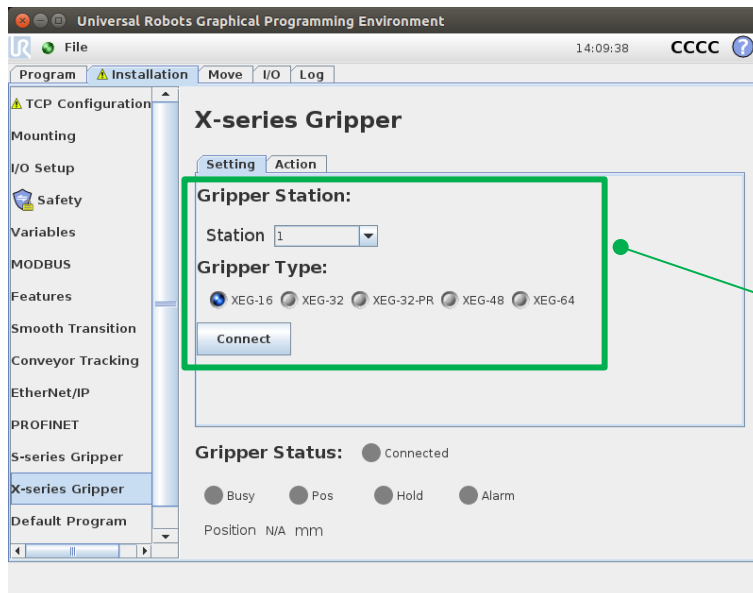 Universal Robots Graphical Programming Environment
UR File 14:09:38 CCCC ?
Program Installation Move I/O Log
TCP Configuration
Mounting
I/O Setup
Safety
Variables
MODBUS
Features
Smooth Transition
Conveyor Tracking
EtherNet/IP
PROFINET
S-series Gripper
X-series Gripper
Default Program
X-series Gripper
Setting Action
Gripper Station:
Station 1
Gripper Type:
XEG-16 XEG-32 XEG-32-PR XEG-48 XEG-64
Connect
Gripper Status: Connected
Busy Pos Hold Alarm
Position N/A mm